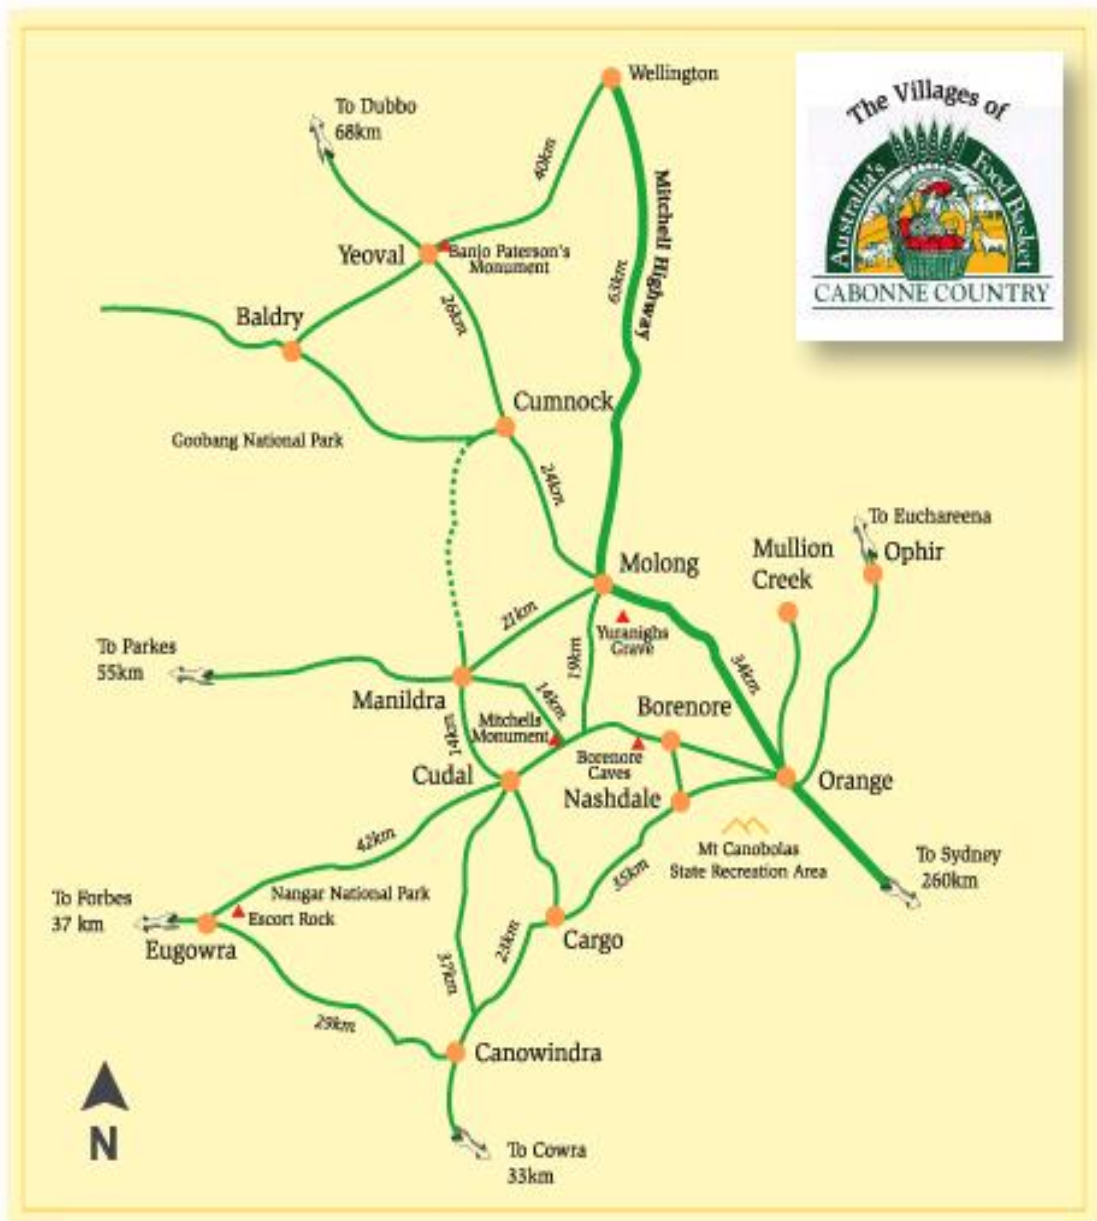 Wellington
The Villages of
Australia's Food Basket
CABONNE COUNTRY
To Dubbo
68km
40km
Mitchell Highway
63km
Yeoval
Banjo Paterson's
Monument
26km
Baldry
Cumnock
Goobang National Park
24km
To Euchareena
Ophir
Mullion
Creek
Molong
21km
Yuranighs
Grave
19km
34km
To Parkes
55km
Manildra
14km
14km
Mitchells
Monument
Borenore
Borenore
Caves
Cudal
Nashdale
Orange
42km
Mt Canobolas
State Recreation Area
To Sydney
260km
35km
Nangar National Park
Escort Rock
To Forbes
37 km
Eugowra
Cargo
23km
37km
29km
Canowindra
N
To Cowra
33km